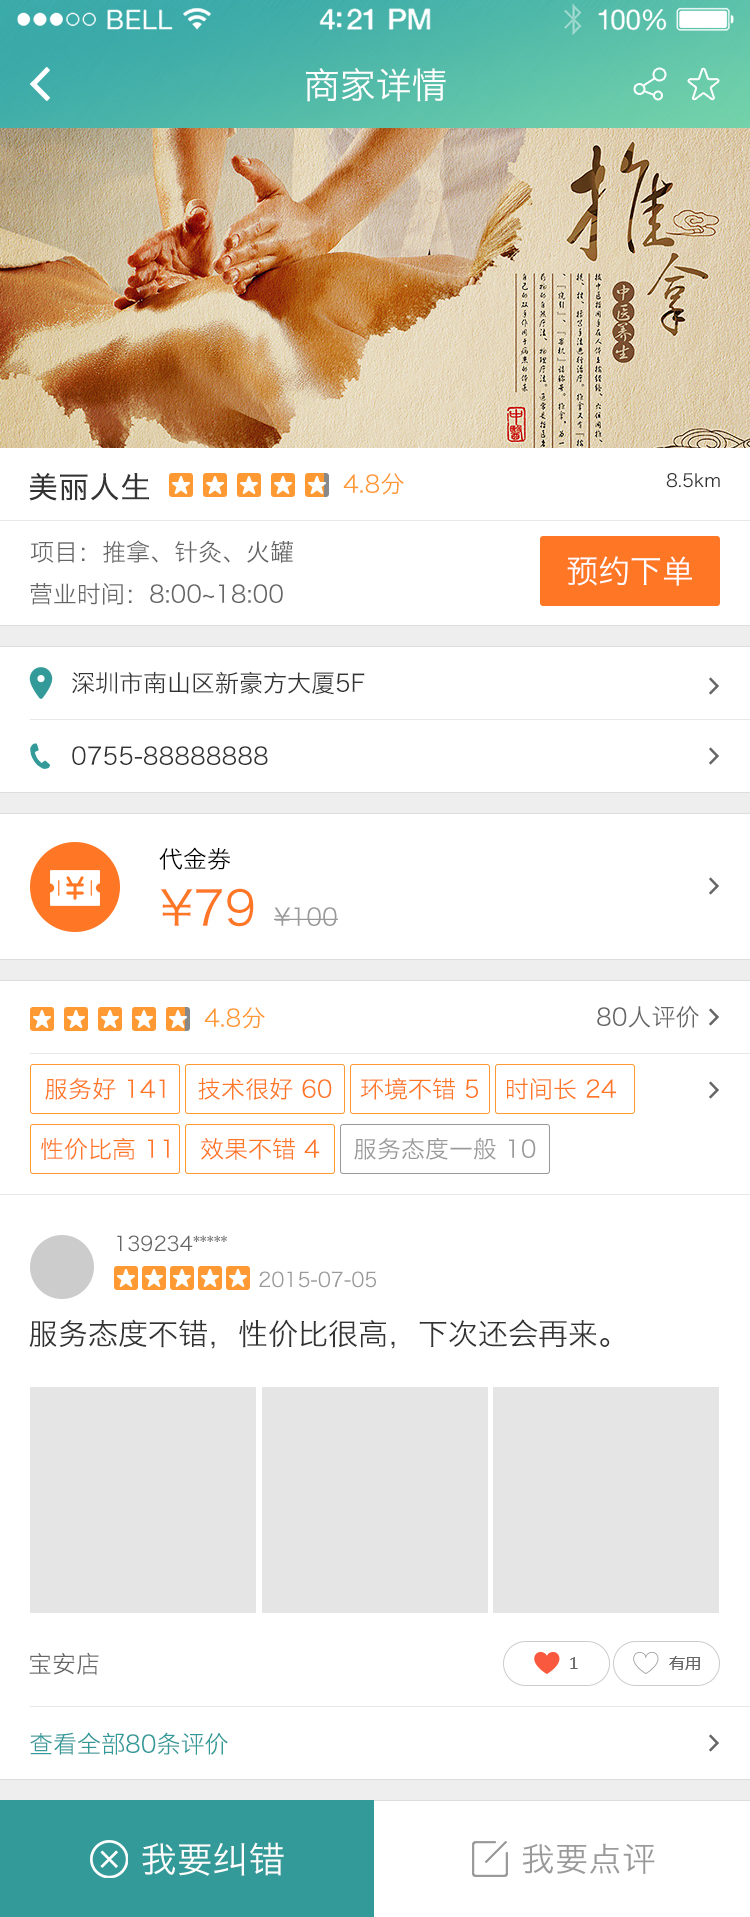 BELL 4:21 PM 100%
商家详情
推拿
中医养生
中醫
美丽人生 4.8分 8.5km
项目：推拿、针灸、火罐
营业时间：8:00~18:00
预约下单
深圳市南山区新豪方大厦5F
0755-88888888
代金券
¥79 ¥100
4.8分 80人评价
服务好 141 技术很好 60 环境不错 5 时间长 24
性价比高 11 效果不错 4 服务态度一般 10
139234*****
2015-07-05
服务态度不错，性价比很高，下次还会再来。
宝安店 1 有用
查看全部80条评价
我要纠错 我要点评